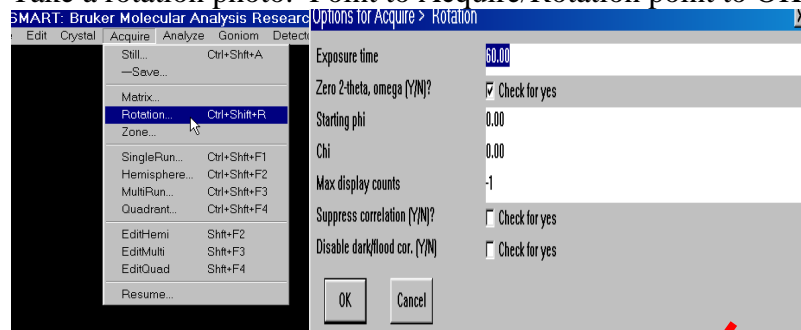 Take a rotation photo: Point to Acquire/Rotation point to OK
SMART: Bruker Molecular Analysis Researc
Edit Crystal Acquire Analyze Goniom Detect
Still... Ctrl+Shft+A
—Save...
Matrix...
Rotation... Ctrl+Shift+R
Zone...
SingleRun... Ctrl+Shft+F1
Hemisphere... Ctrl+Shft+F2
MultiRun... Ctrl+Shft+F3
Quadrant... Ctrl+Shft+F4
EditHemi Shft+F2
EditMulti Shft+F3
EditQuad Shft+F4
Resume...
Options for Acquire > Rotation
Exposure time 60.00
Zero 2-theta, omega (Y/N)? Check for yes
Starting phi 0.00
Chi 0.00
Max display counts -1
Suppress correlation (Y/N)? Check for yes
Disable dark/flood cor. (Y/N) Check for yes
OK Cancel